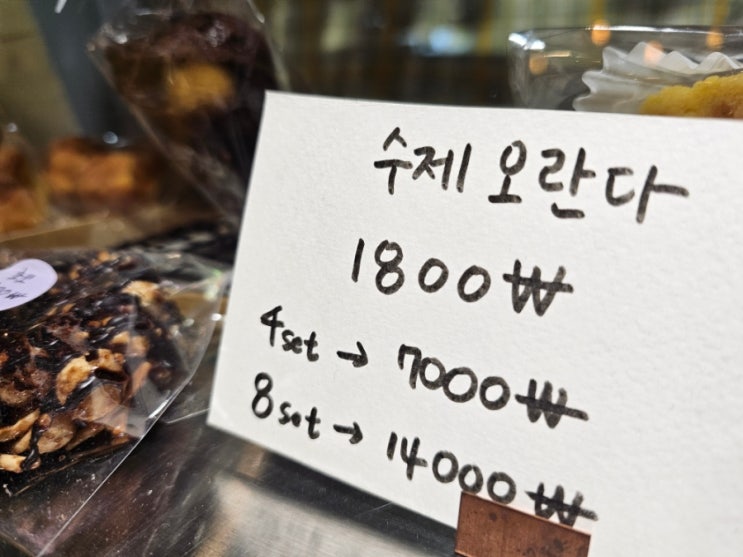 수제 오란다
1800₩
4set → 7000₩
8set → 14000₩